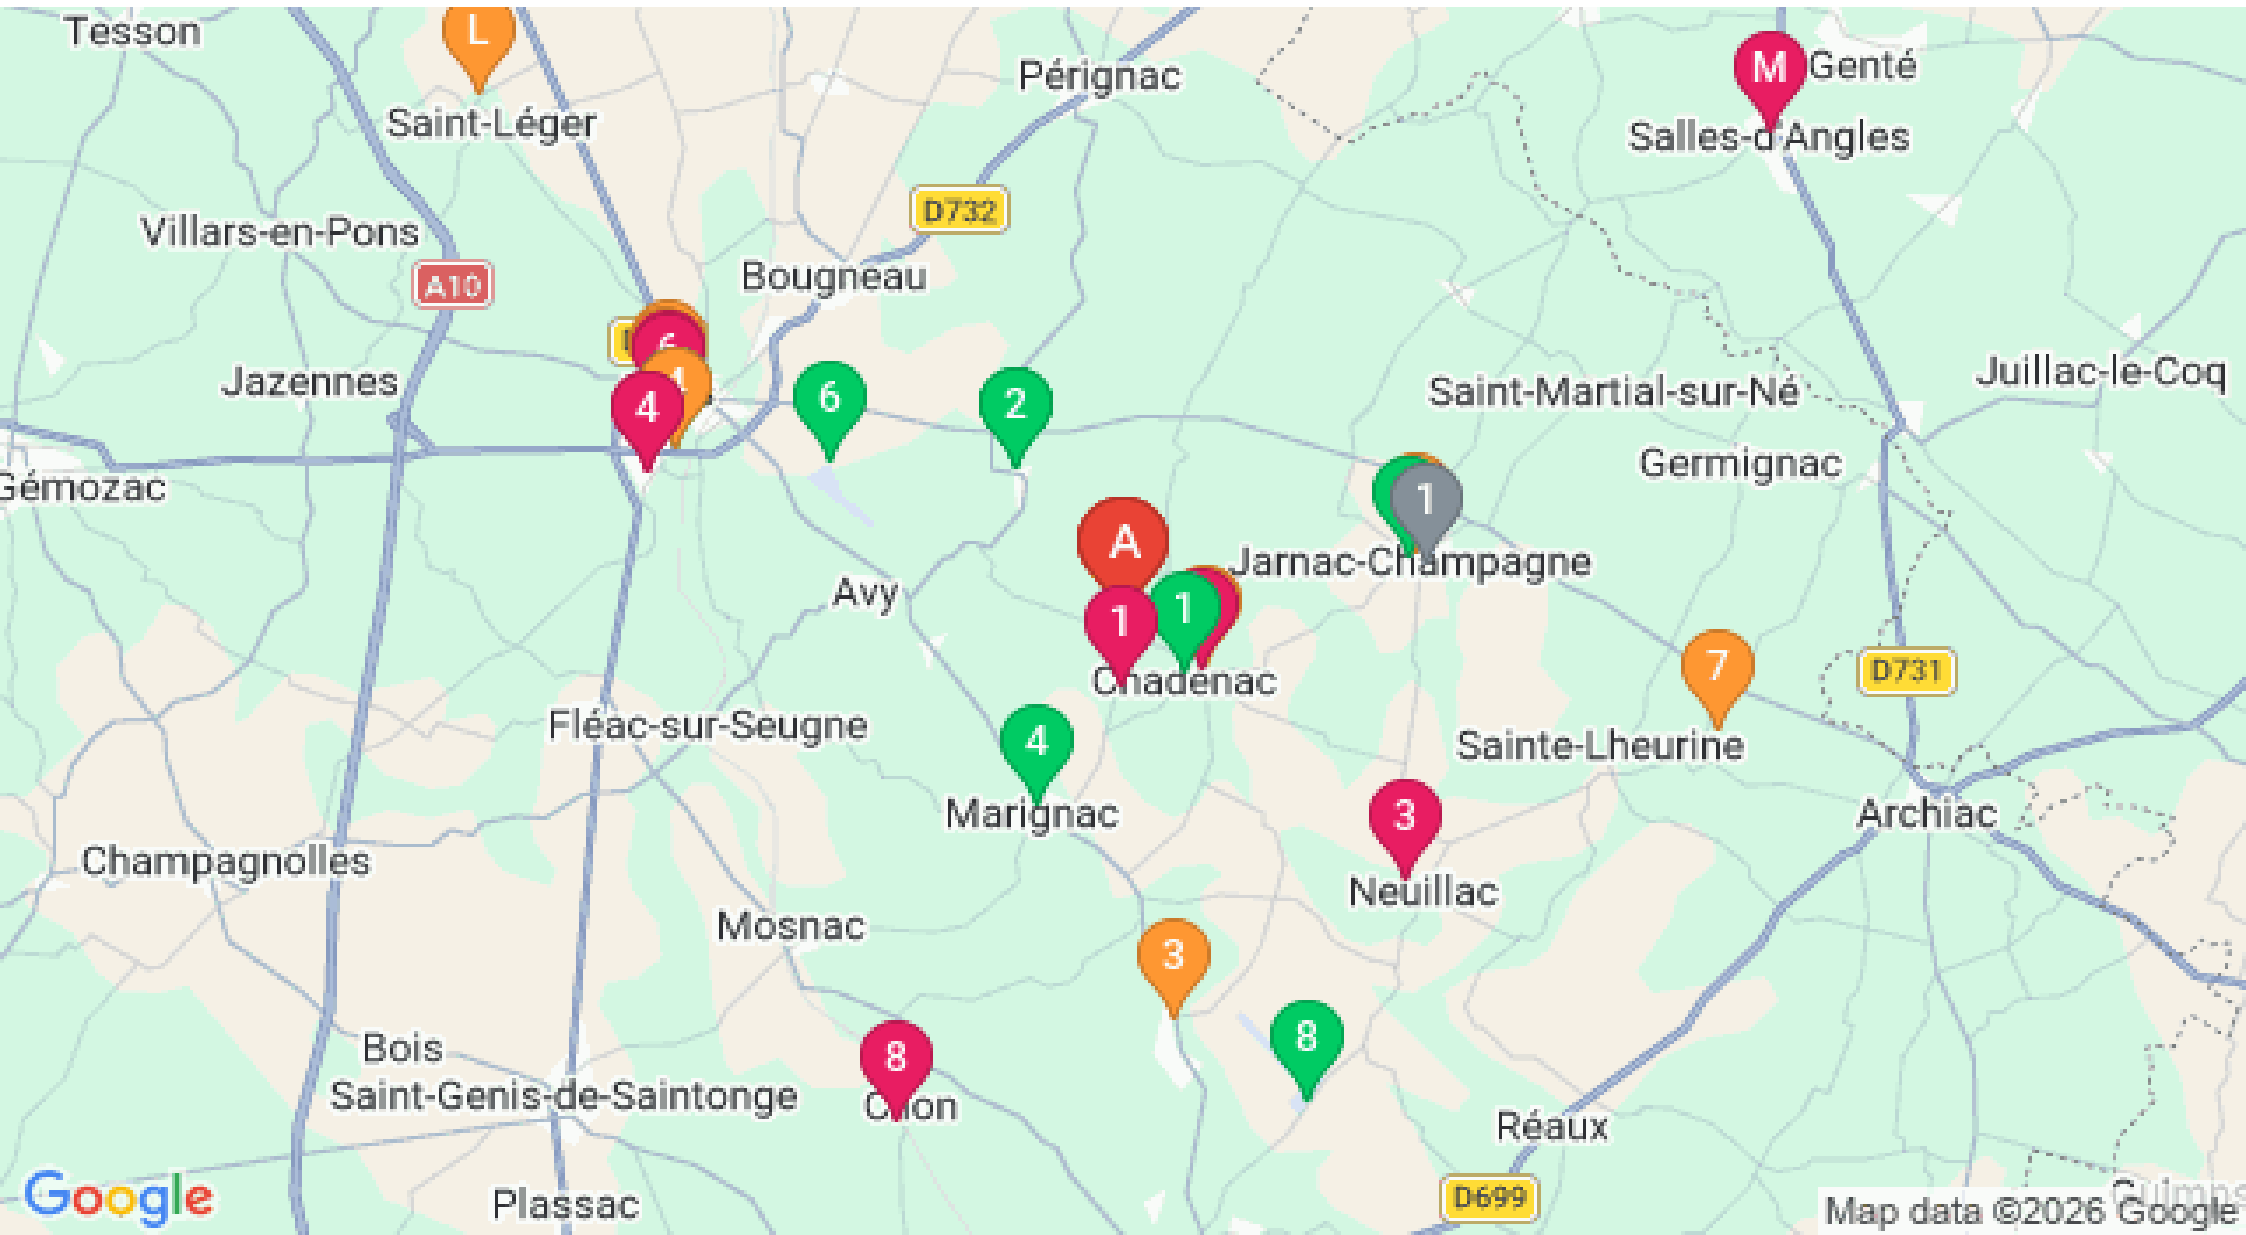 Tesson
L
Saint-Léger
Pérignac
M
Genté
Salles-d'Angles
Villars-en-Pons
D732
Bougneau
A10
6
Jazennes
4
4
6
2
Saint-Martial-sur-Né
Juillac-le-Coq
Gémozac
Germignac
1
A
Jarnac-Champagne
Avy
1
1
Chadenac
7
D731
Fléac-sur-Seugne
4
Sainte-Lheurine
Marignac
3
Archiac
Champagnolles
Neuillac
Mosnac
3
8
Bois
8
Saint-Genis-de-Saintonge
Réaux
Google
Plassac
D699
Map data ©2026 Google